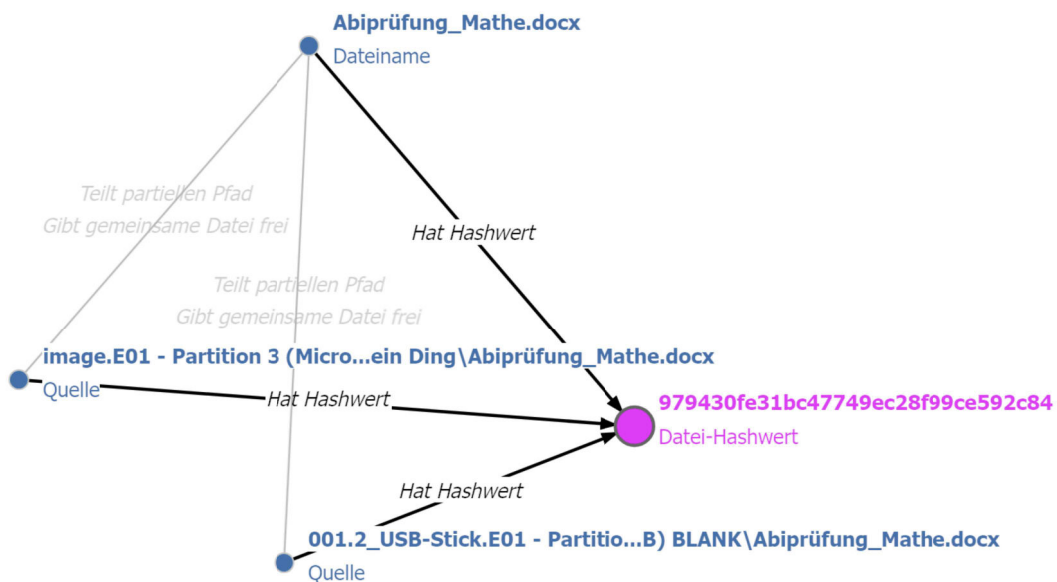 Abiprüfung_Mathe.docx
Dateiname
Teilt partiellen Pfad
Gibt gemeinsame Datei frei
Hat Hashwert
Teilt partiellen Pfad
Gibt gemeinsame Datei frei
image.E01 - Partition 3 (Micro...ein Ding\Abiprüfung_Mathe.docx
Quelle
Hat Hashwert
979430fe31bc47749ec28f99ce592c84
Datei-Hashwert
Hat Hashwert
001.2_USB-Stick.E01 - Partitio...B) BLANK\Abiprüfung_Mathe.docx
Quelle